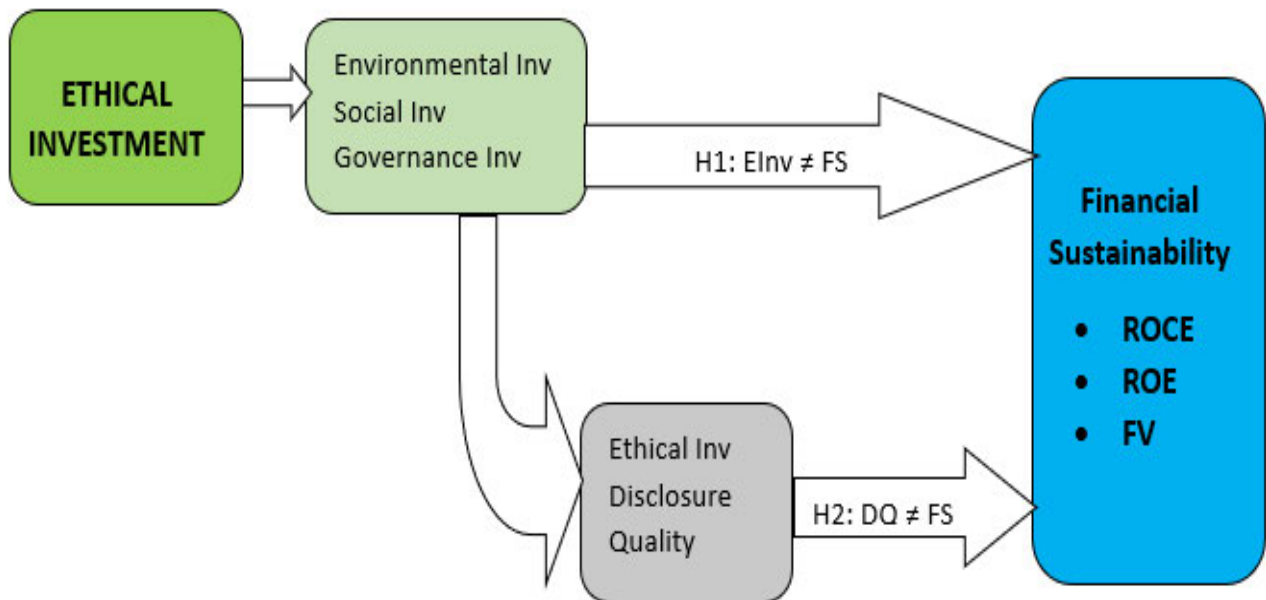 ETHICAL
INVESTMENT
Environmental Inv
Social Inv
Governance Inv
H1: EInv ≠ FS
Financial
Sustainability
• ROCE
• ROE
• FV
Ethical Inv
Disclosure
Quality
H2: DQ ≠ FS